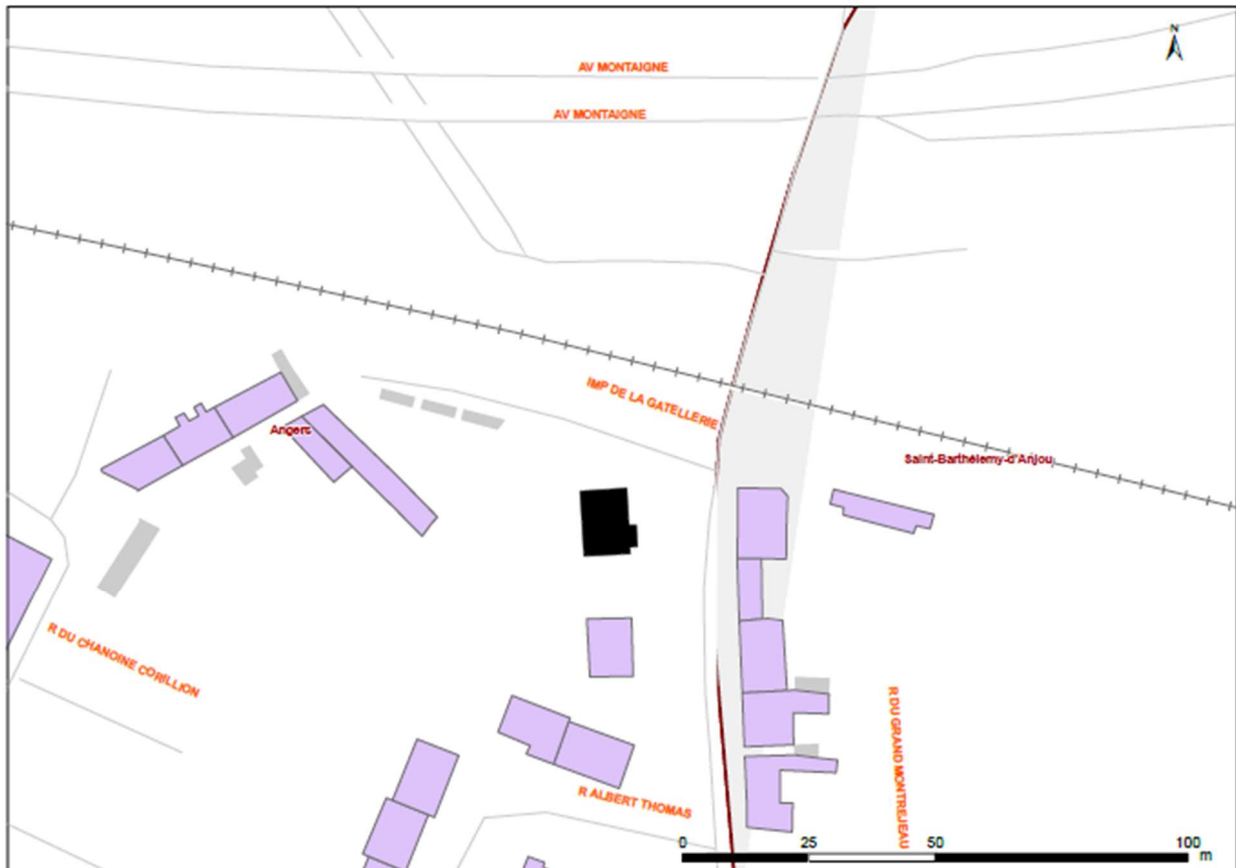 N
AV MONTAIGNE
AV MONTAIGNE
IMP DE LA GATELLERIE
Angers
Saint-Barthélemy-d'Anjou
R DU CHANOINE CORILLION
R DU GRAND MONTREJEAU
R ALBERT THOMAS
0 25 50 100
m